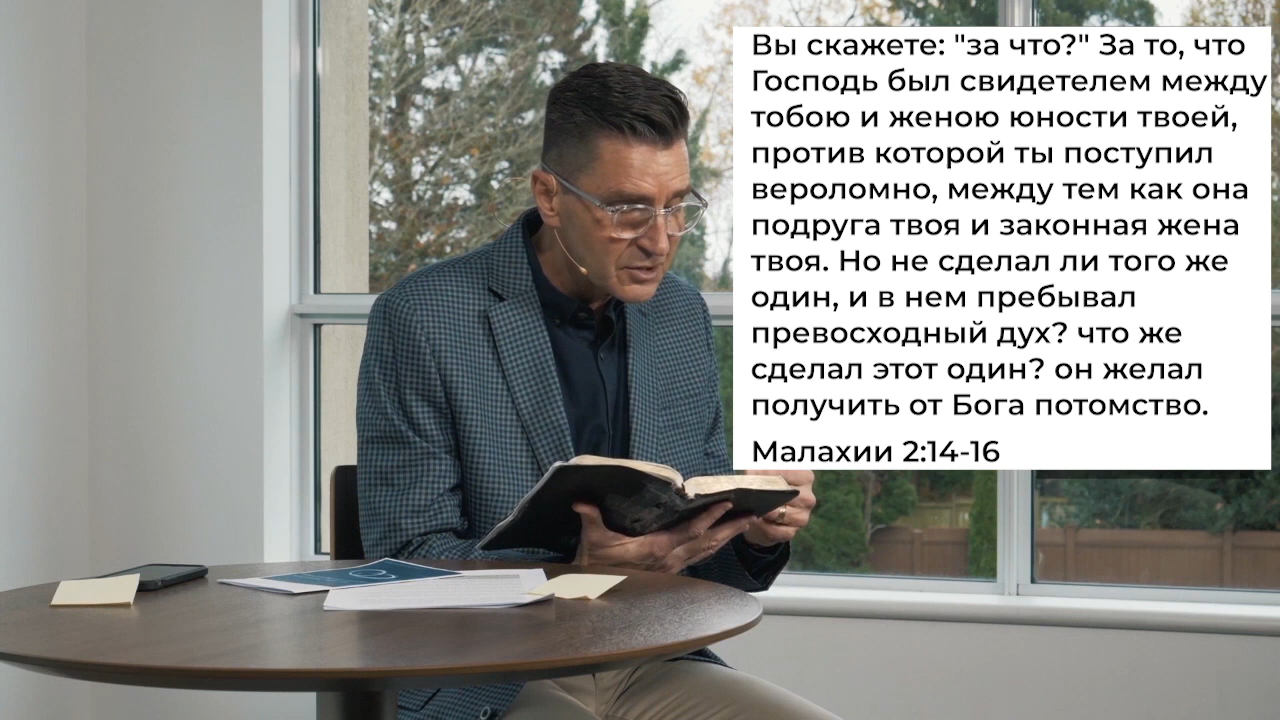 Вы скажете: "за что?" За то, что
Господь был свидетелем между
тобою и женою юности твоей,
против которой ты поступил
вероломно, между тем как она
подруга твоя и законная жена
твоя. Но не сделал ли того же
один, и в нем пребывал
превосходный дух? что же
сделал этот один? он желал
получить от Бога потомство.
Малахии 2:14-16